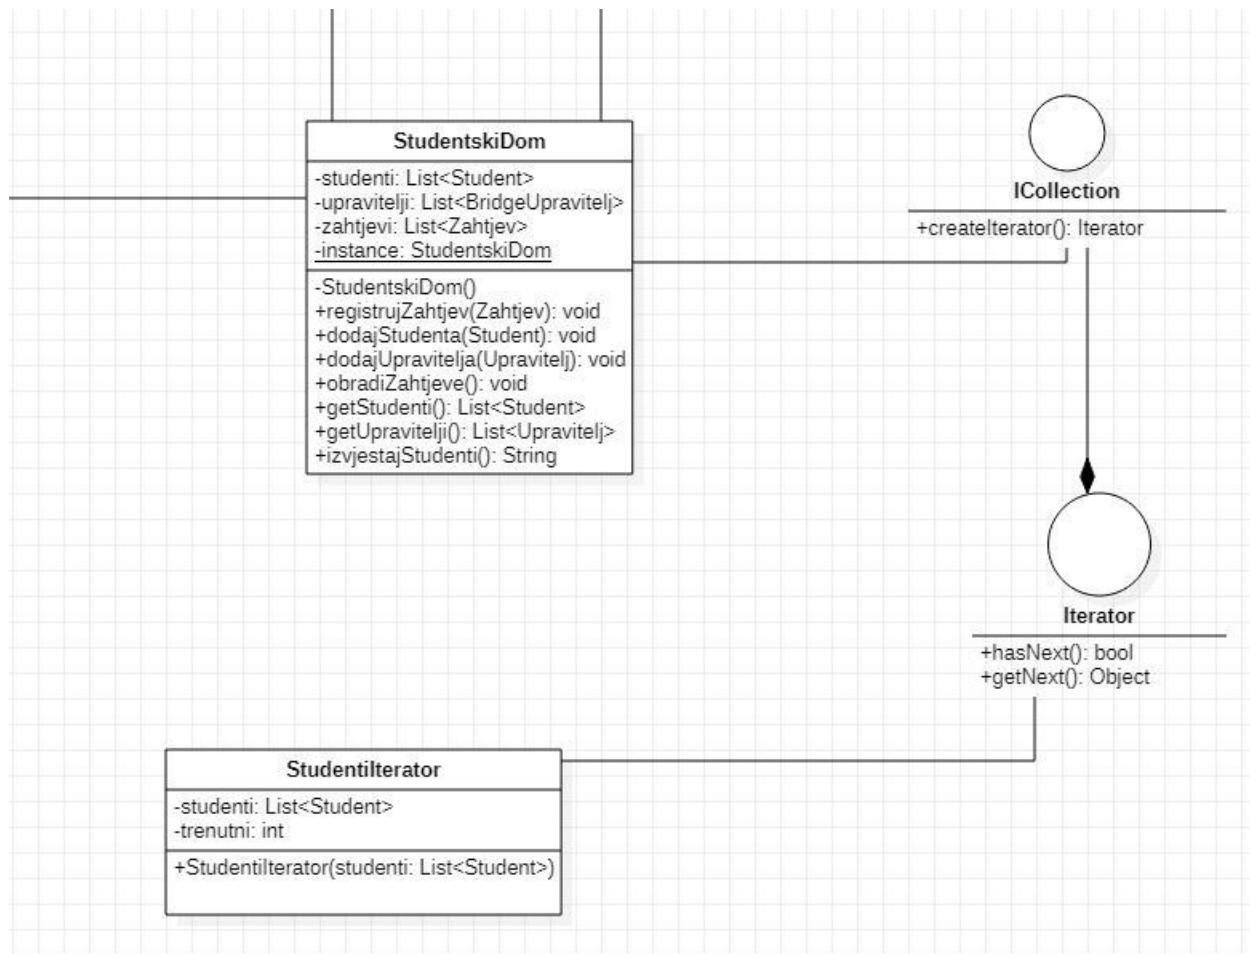 StudentskiDom
-studenti: List<Student>
-upravitelji: List<BridgeUpravitelj>
-zahtjevi: List<Zahtjev>
-instance: StudentskiDom
-StudentskiDom()
+registrujZahtjev(Zahtjev): void
+dodajStudenta(Student): void
+dodajUpravitelja(Upravitelj): void
+obradiZahtjeve(): void
+getStudenti(): List<Student>
+getUpravitelji(): List<Upravitelj>
+izvjestajStudenti(): String
ICollection
+createIterator(): Iterator
Iterator
+hasNext(): bool
+getNext(): Object
StudentiIterator
-studenti: List<Student>
-trenutni: int
+StudentiIterator(studenti: List<Student>)